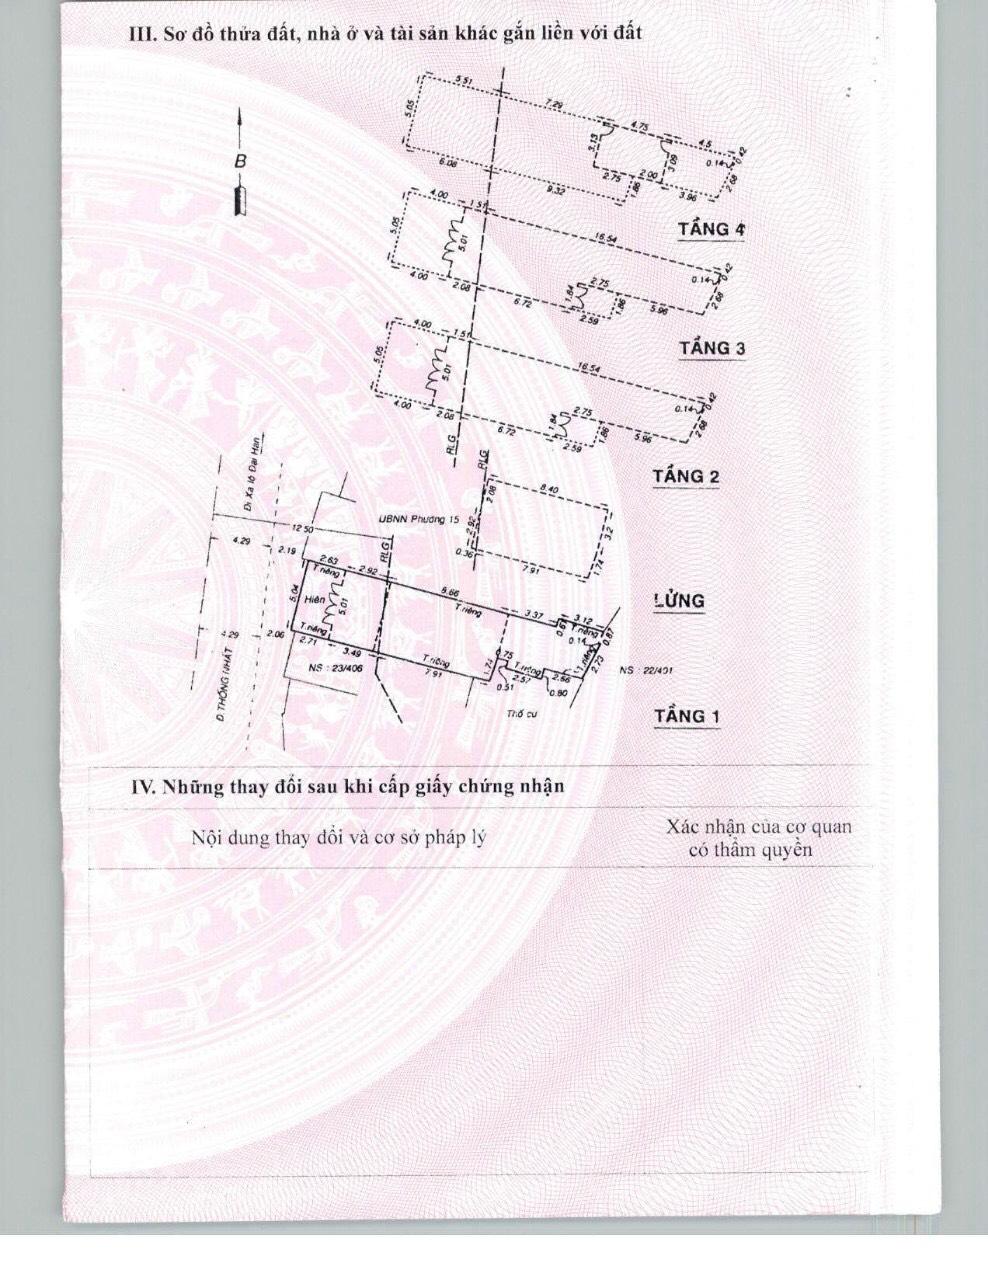 III. Sơ đồ thửa đất, nhà ở và tài sản khác gắn liền với đất
B
5.51
7.29
4.75
4.5
0.42
0.14
2.68
5.05
3.13
3.09
6.08
9.32
2.75
2.00
1.86
3.96
TẦNG 4
4.00
1.51
16.54
5.05
5.01
0.42
0.14
2.68
4.00
2.08
6.72
1.84
2.75
1.86
2.59
5.96
TẦNG 3
4.00
1.51
16.54
5.05
5.01
0.42
0.14
2.68
4.00
2.08
6.72
1.84
2.75
1.86
2.59
5.96
RLG
TẦNG 2
RLG
2.08
8.40
2.92
3.2
0.36
7.91
1.74
LỬNG
Đi Xa lộ Đại Hàn
UBNN Phường 15
12.50
4.29
2.19
RLG
2.63
T.riêng
2.92
8.66
T.riêng
3.37
3.12
T.riêng
0.67
0.87
0.14
5.04
Hiên
5.01
T.riêng
4.29
2.06
2.71
3.49
T.riêng
7.91
1.74
0.75
T.riêng
2.57
2.66
T.riêng
2.73
0.51
0.80
NS : 23/406
NS : 22/401
Thổ cư
Đ. THỐNG NHẤT
TẦNG 1
IV. Những thay đổi sau khi cấp giấy chứng nhận
Nội dung thay đổi và cơ sở pháp lý
Xác nhận của cơ quan
có thẩm quyền